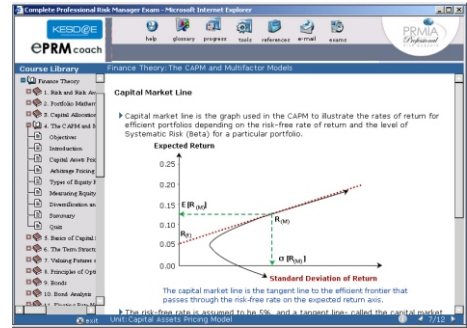 Complete Professional Risk Manager Exam - Microsoft Internet Explorer
KESDEE
ePRM coach
help
glossary
progress
tools
references
e-mail
exams
PRMIA
Professional
Course Library
Finance Theory: The CAPM and Multifactor Models
Finance Theory
1. Risk and Risk Av
2. Portfolio Mathem
3. Capital Allocation
4. The CAPM and M
Objectives
Introduction
Capital Asset Pric
Arbitrage Pricing
Types of Equity M
Measuring Equity
Diversification an
Summary
Quiz
5. Basics of Capital
6. The Term Structu
7. Valuing Futures a
8. Principles of Opti
9. Bonds
10. Bond Analysis
exit
Capital Market Line
Capital market line is the graph used in the CAPM to illustrate the rates of return for
efficient portfolios depending on the risk-free rate of return and the level of
Systematic Risk (Beta) for a particular portfolio.
Expected Return
0.25
0.20
E [R(M)]
0.15
R(M)
0.10
R(F)
0.05
σ [R(M)]
0.00
Standard Deviation of Return
The capital market line is the tangent line to the efficient frontier that
passes through the risk-free rate on the expected return axis.
The risk-free rate is assumed to be 5%, and a tangent line- called the capital market
Unit: Capital Assets Pricing Model
7/12